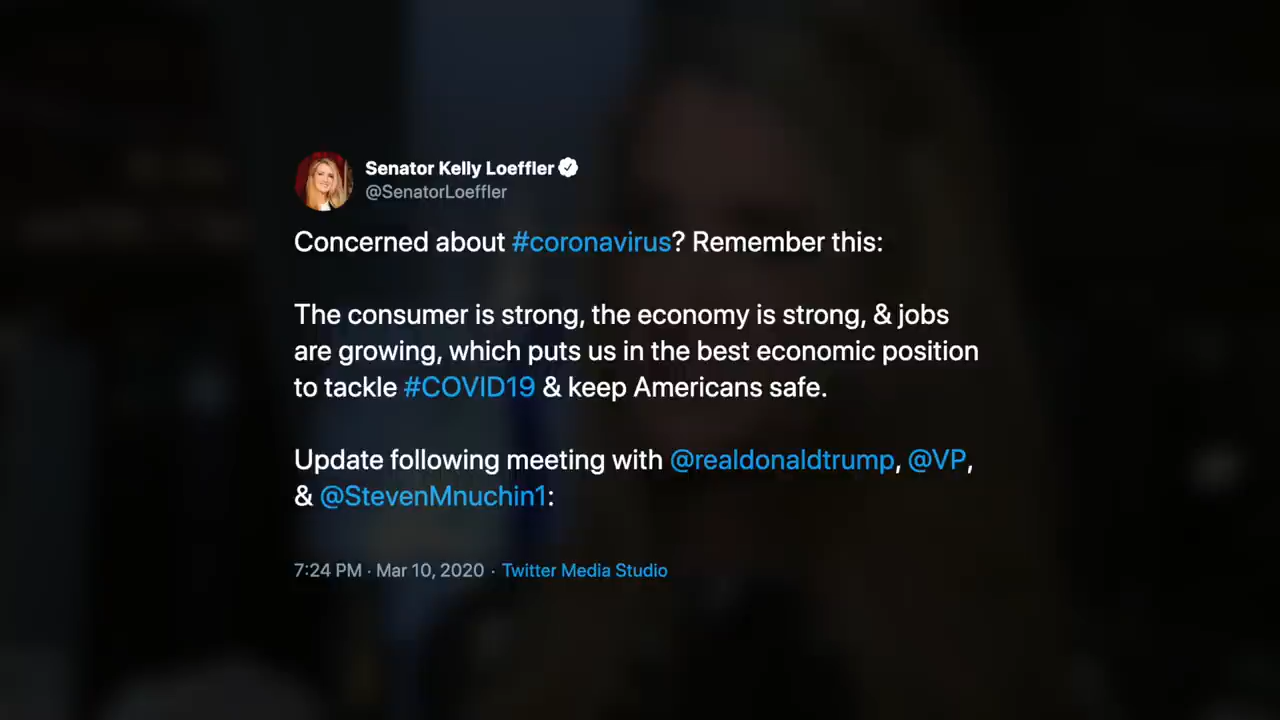 Senator Kelly Loeffler
@SenatorLoeffler
Concerned about #coronavirus? Remember this:
The consumer is strong, the economy is strong, & jobs
are growing, which puts us in the best economic position
to tackle #COVID19 & keep Americans safe.
Update following meeting with @realdonaldtrump, @VP,
& @StevenMnuchin1:
7:24 PM · Mar 10, 2020 · Twitter Media Studio